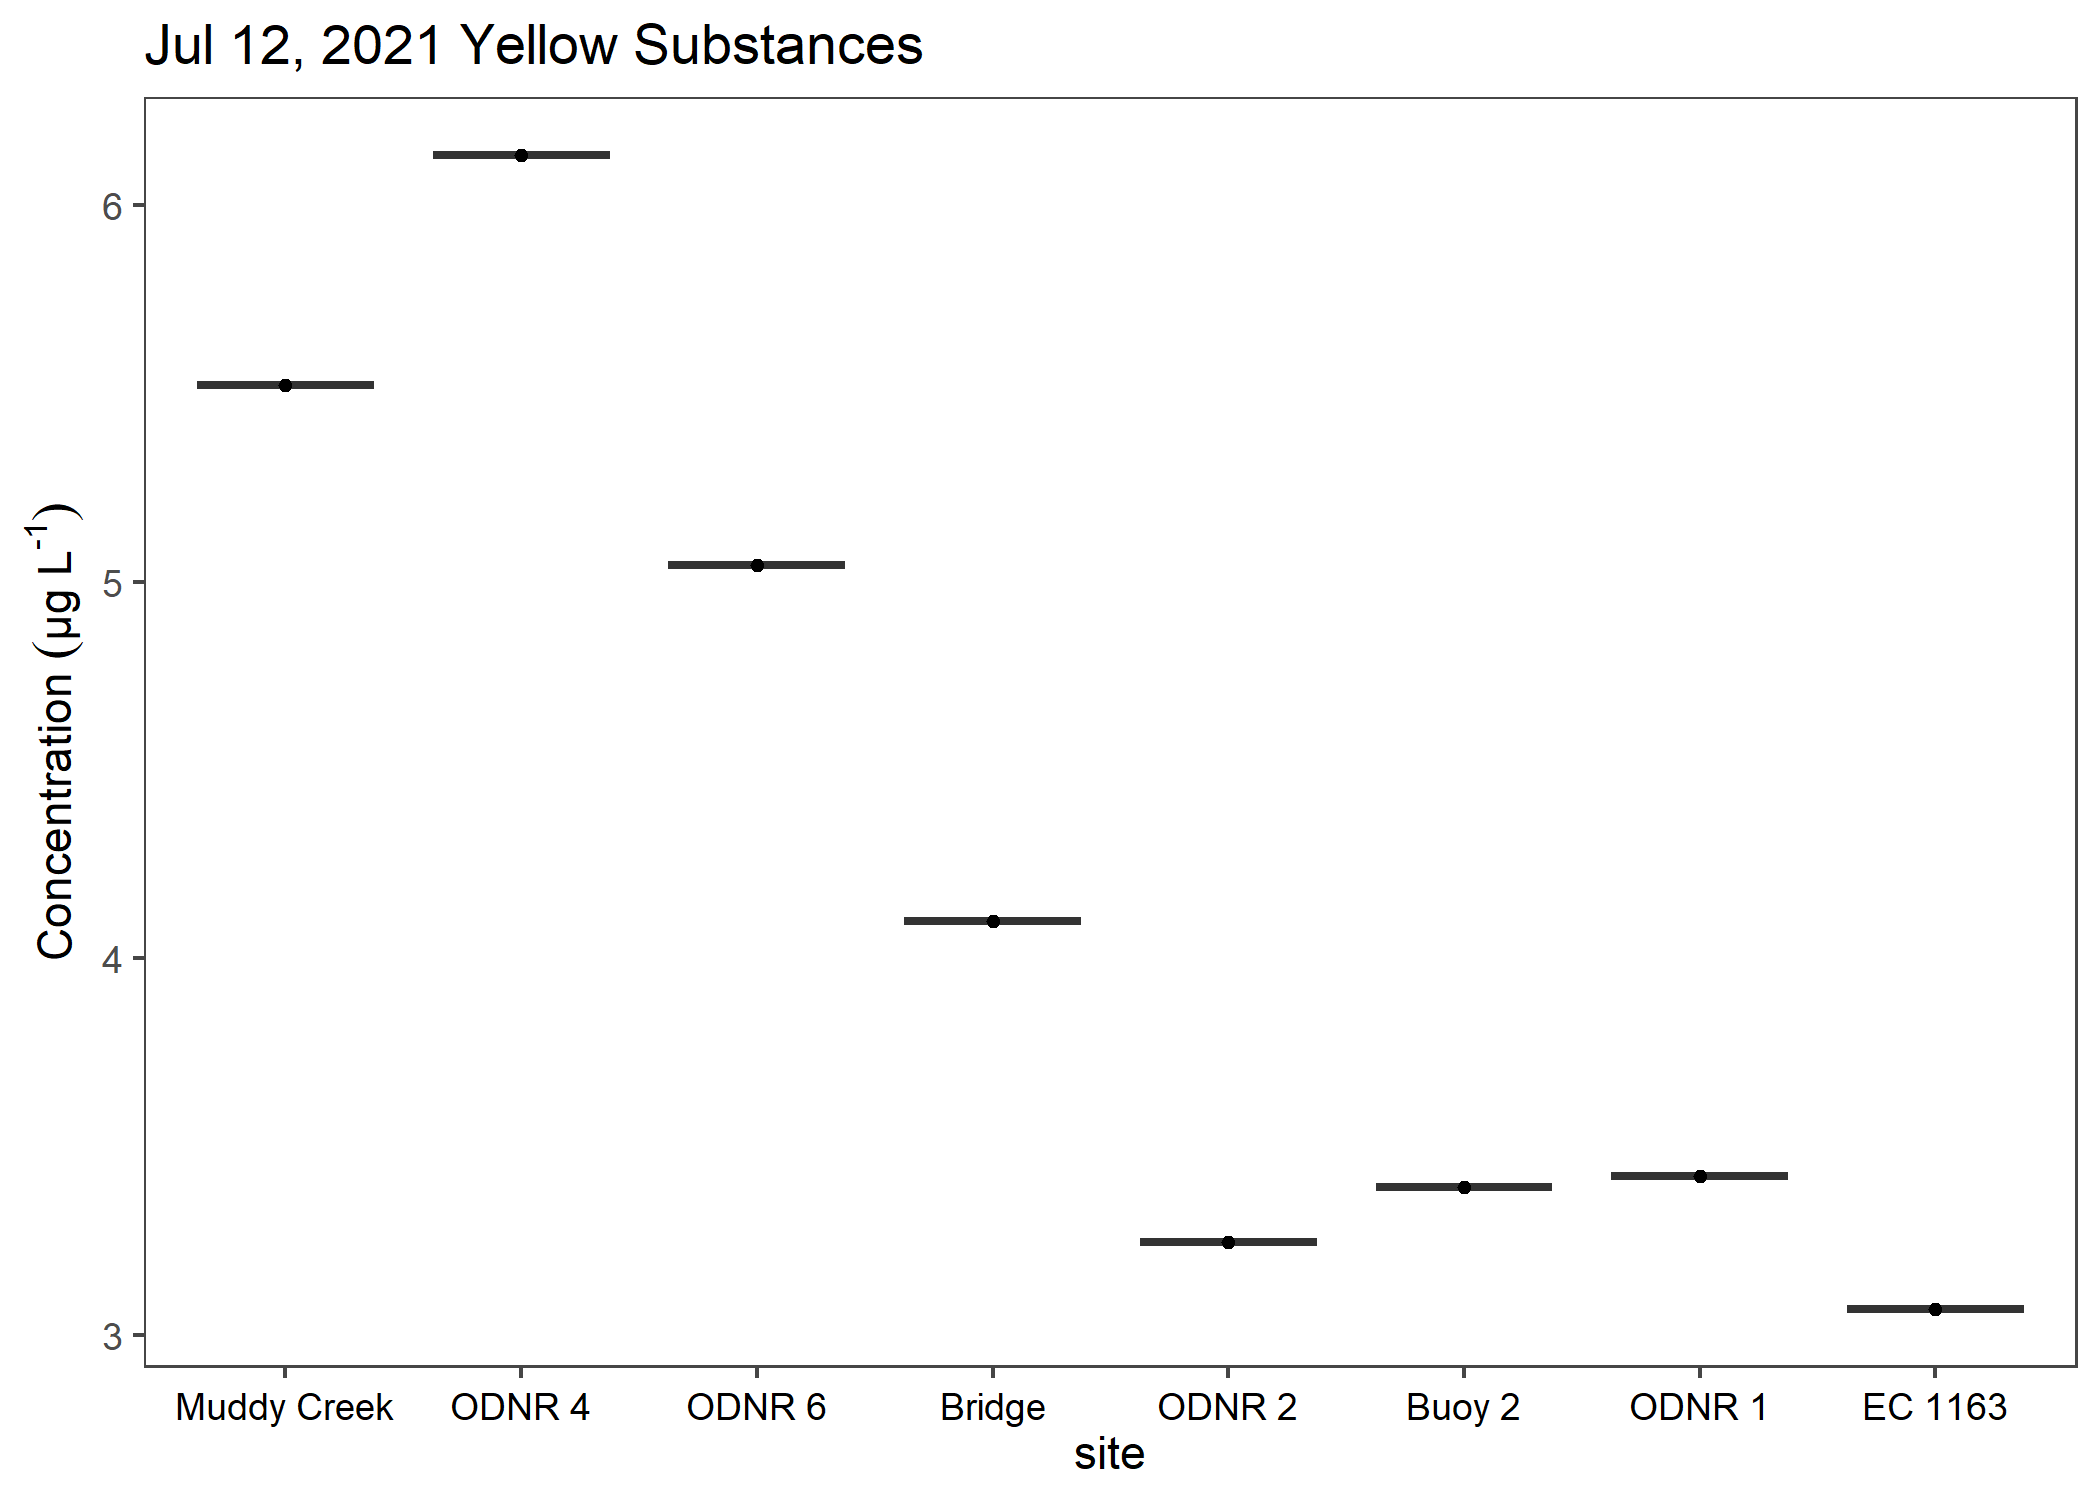 Jul 12, 2021 Yellow Substances
Concentration (µg L-1)
6
5
4
3
Muddy Creek ODNR 4 ODNR 6 Bridge ODNR 2 Buoy 2 ODNR 1 EC 1163
site